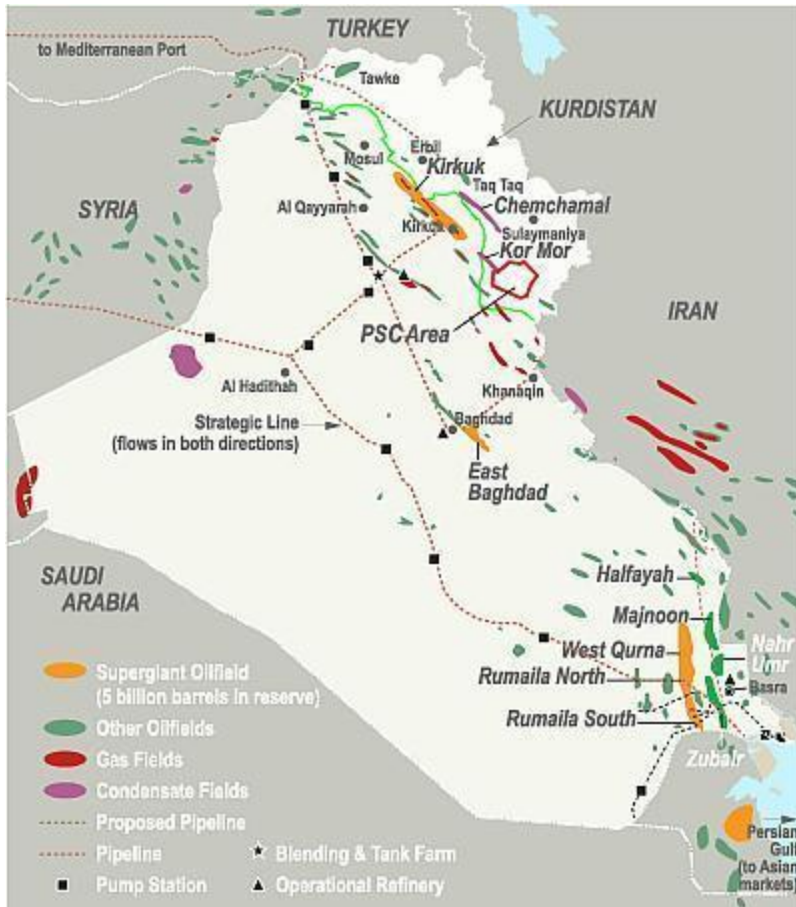 TURKEY
to Mediterranean Port
Tawke
KURDISTAN
Mosul
Erbil
Kirkuk
Taq Taq
Chemchamal
SYRIA
Al Qayyarah
Kirkuk
Sulaymaniya
Kor Mor
IRAN
PSC Area
Al Hadithah
Khanaqin
Strategic Line
(flows in both directions)
Baghdad
East
Baghdad
SAUDI
ARABIA
Halfayah
Majnoon
West Qurna
Nahr
Umr
Rumaila North
Basra
Rumaila South
Zubair
Supergiant Oilfield
(5 billion barrels in reserve)
Other Oilfields
Gas Fields
Condensate Fields
Proposed Pipeline
Pipeline
Blending & Tank Farm
Pump Station
Operational Refinery
Persian
Gulf
(to Asian
markets)